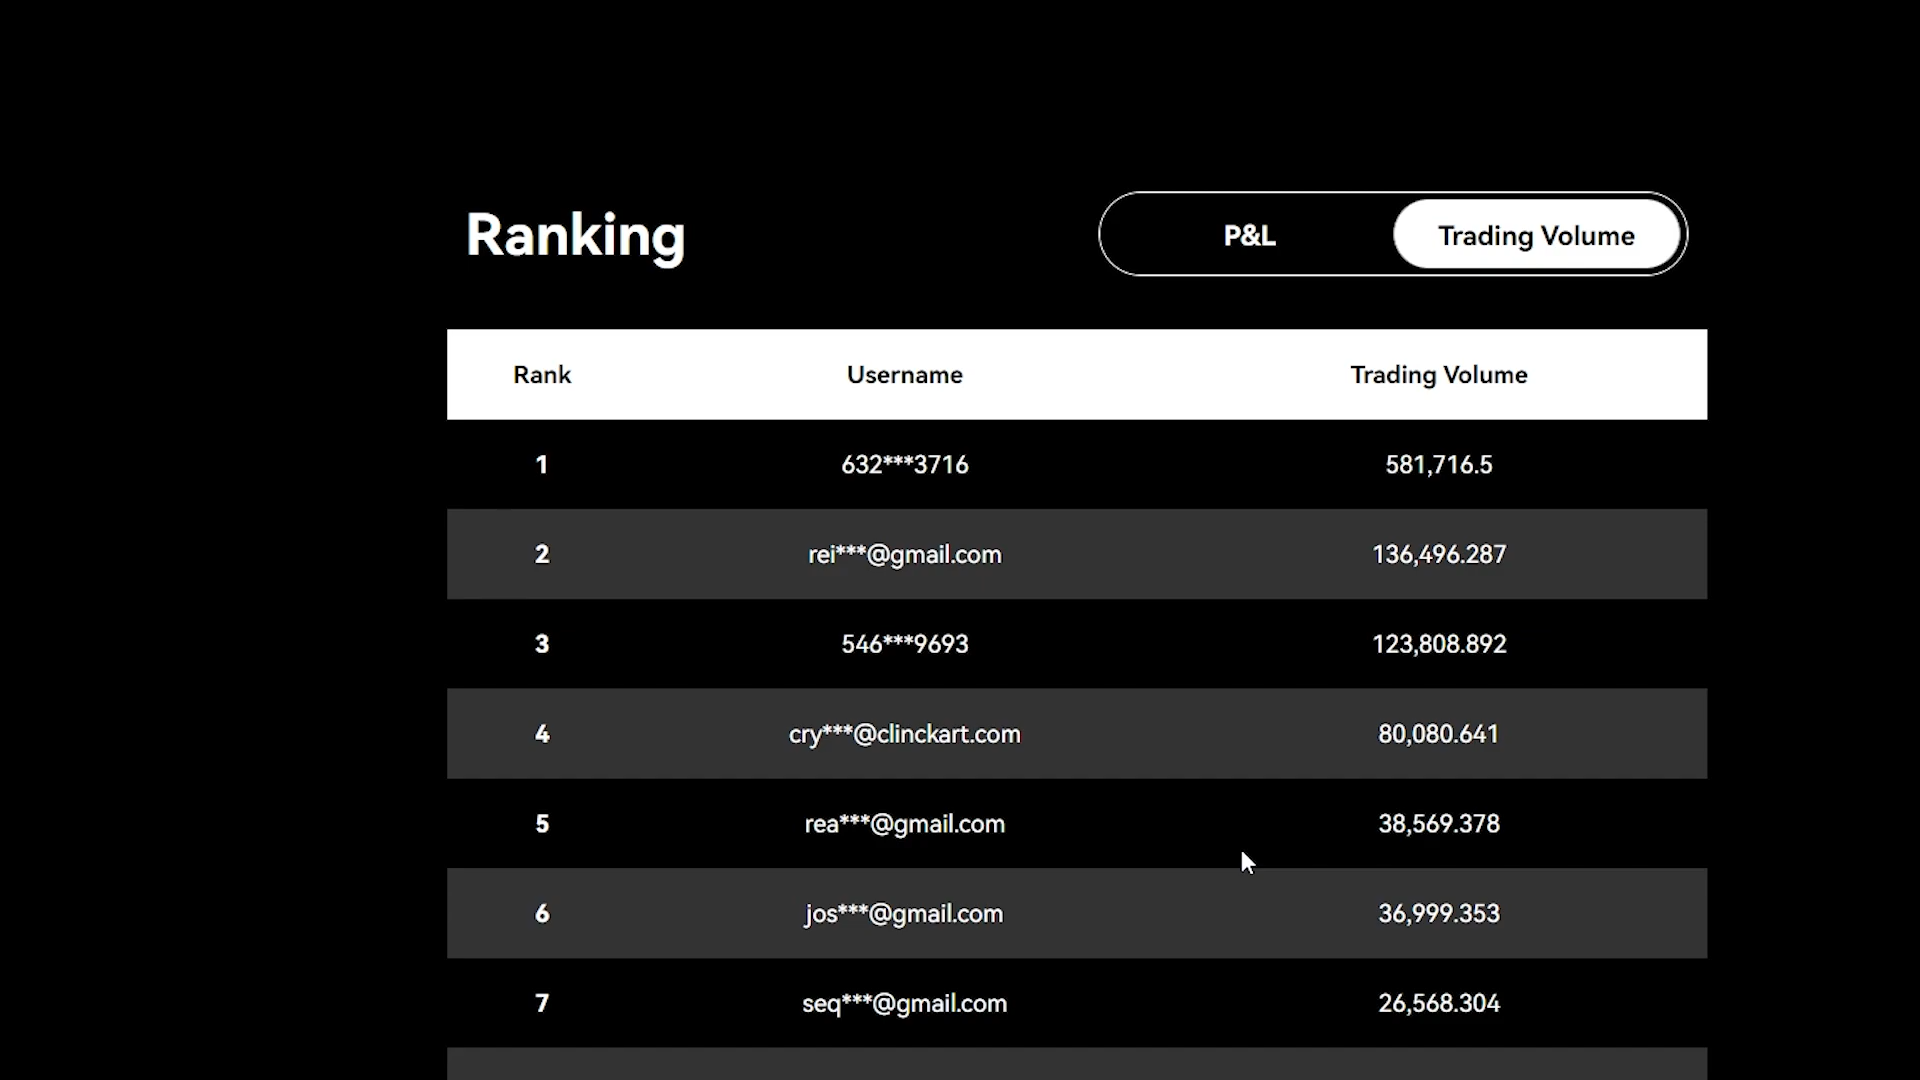 Ranking
P&L Trading Volume
Rank Username Trading Volume
1 632***3716 581,716.5
2 rei***@gmail.com 136,496.287
3 546***9693 123,808.892
4 cry***@clinckart.com 80,080.641
5 rea***@gmail.com 38,569.378
6 jos***@gmail.com 36,999.353
7 seq***@gmail.com 26,568.304